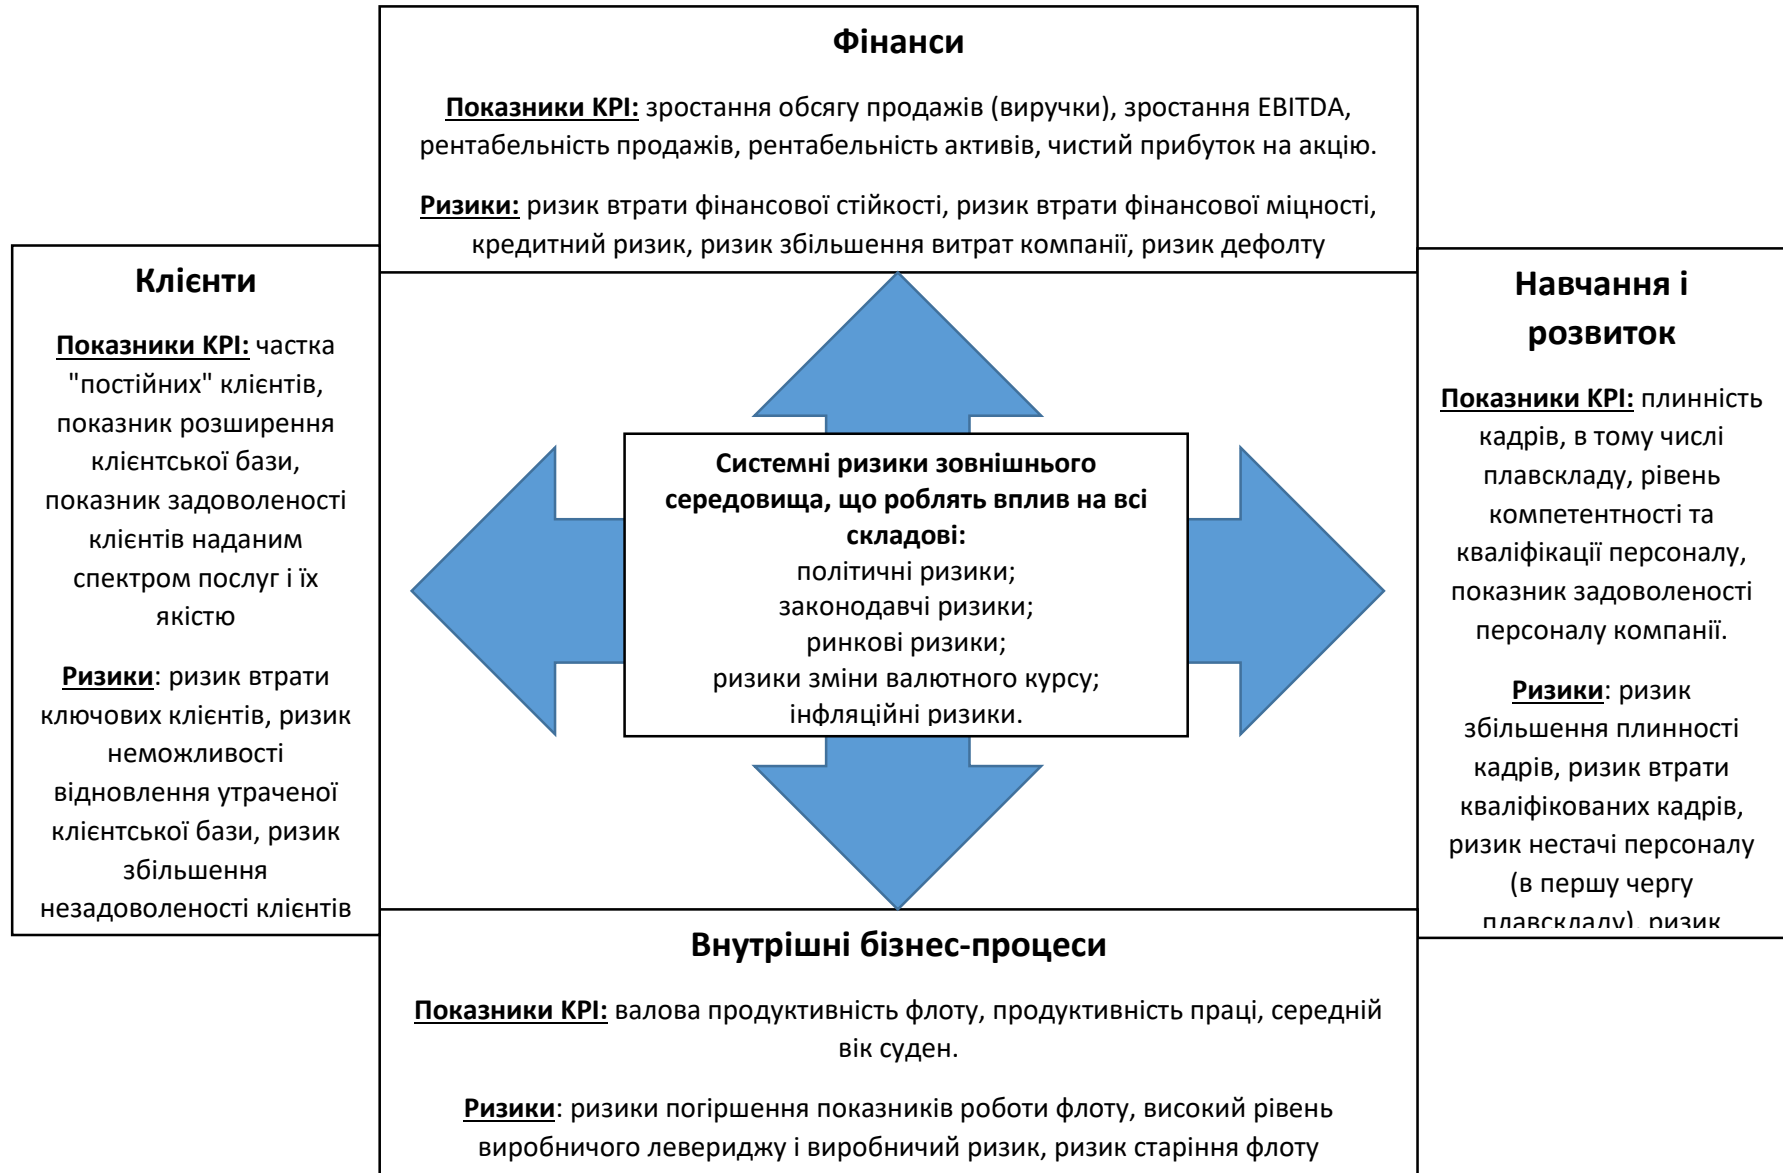 Фінанси
Показники KPI: зростання обсягу продажів (виручки), зростання EBITDA,
рентабельність продажів, рентабельність активів, чистий прибуток на акцію.
Ризики: ризик втрати фінансової стійкості, ризик втрати фінансової міцності,
кредитний ризик, ризик збільшення витрат компанії, ризик дефолту
Клієнти
Показники KPI: частка
"постійних" клієнтів,
показник розширення
клієнтської бази,
показник задоволеності
клієнтів наданим
спектром послуг і їх
якістю
Ризики: ризик втрати
ключових клієнтів, ризик
неможливості
відновлення утраченої
клієнтської бази, ризик
збільшення
незадоволеності клієнтів
Системні ризики зовнішнього
середовища, що роблять вплив на всі
складові:
політичні ризики;
законодавчі ризики;
ринкові ризики;
ризики зміни валютного курсу;
інфляційні ризики.
Навчання і
розвиток
Показники KPI: плинність
кадрів, в тому числі
плавскладу, рівень
компетентності та
кваліфікації персоналу,
показник задоволеності
персоналу компанії.
Ризики: ризик
збільшення плинності
кадрів, ризик втрати
кваліфікованих кадрів,
ризик нестачі персоналу
(в першу чергу
плавскладу), ризик
Внутрішні бізнес-процеси
Показники KPI: валова продуктивність флоту, продуктивність праці, середній
вік суден.
Ризики: ризики погіршення показників роботи флоту, високий рівень
виробничого левериджу і виробничий ризик, ризик старіння флоту